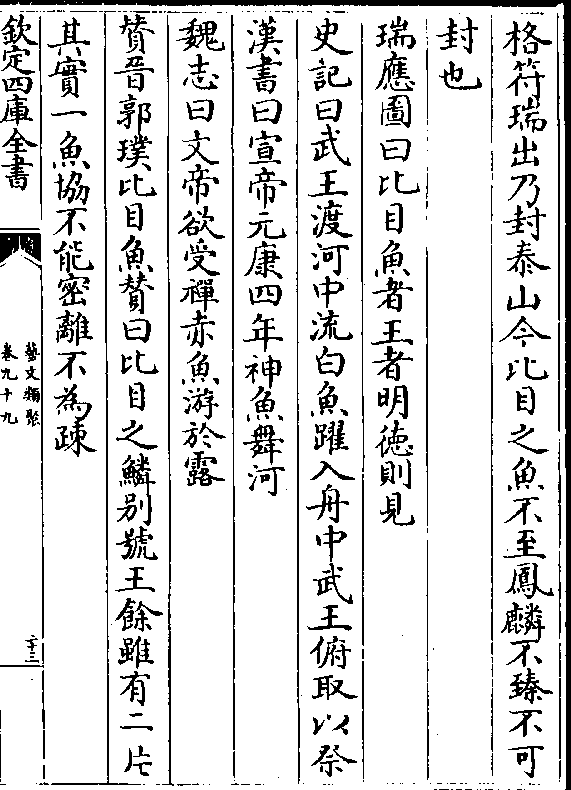 格符瑞出乃封泰山今比目之魚不至鳳麟不臻不可
封也
瑞應圖曰比目魚者王者明德則見
史記曰武王渡河中流白魚躍入舟中武王俯取以祭
漢書曰宣帝元康四年神魚舞河
魏志曰文帝欲受禪赤魚游於露
贊晉郭璞比目魚贊曰比目之鱗别號王餘雖有二片
其實一魚協不能密離不為疎
欽定四庫全書
藝文類聚
卷九十九
二十三